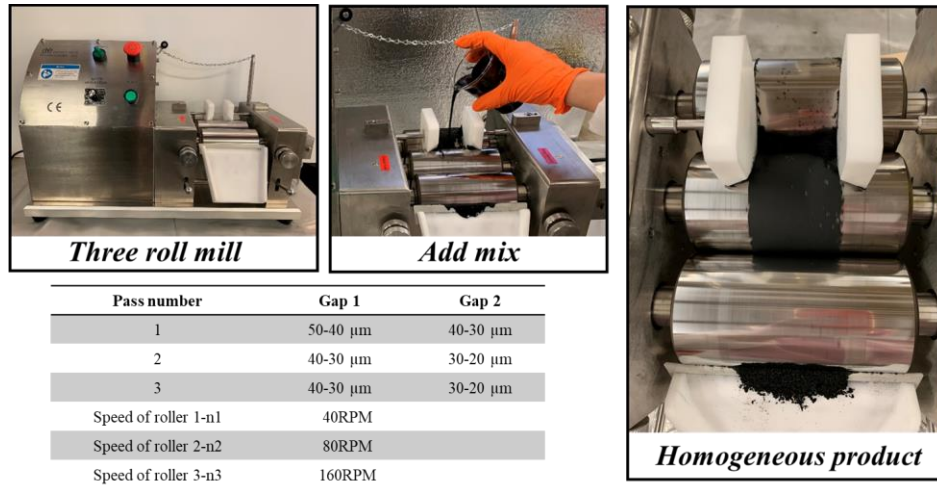 CE
Three roll mill
Add mix
Pass number Gap 1 Gap 2
1 50-40 μm 40-30 μm
2 40-30 μm 30-20 μm
3 40-30 μm 30-20 μm
Speed of roller 1-n1 40RPM
Speed of roller 2-n2 80RPM
Speed of roller 3-n3 160RPM
Homogeneous product